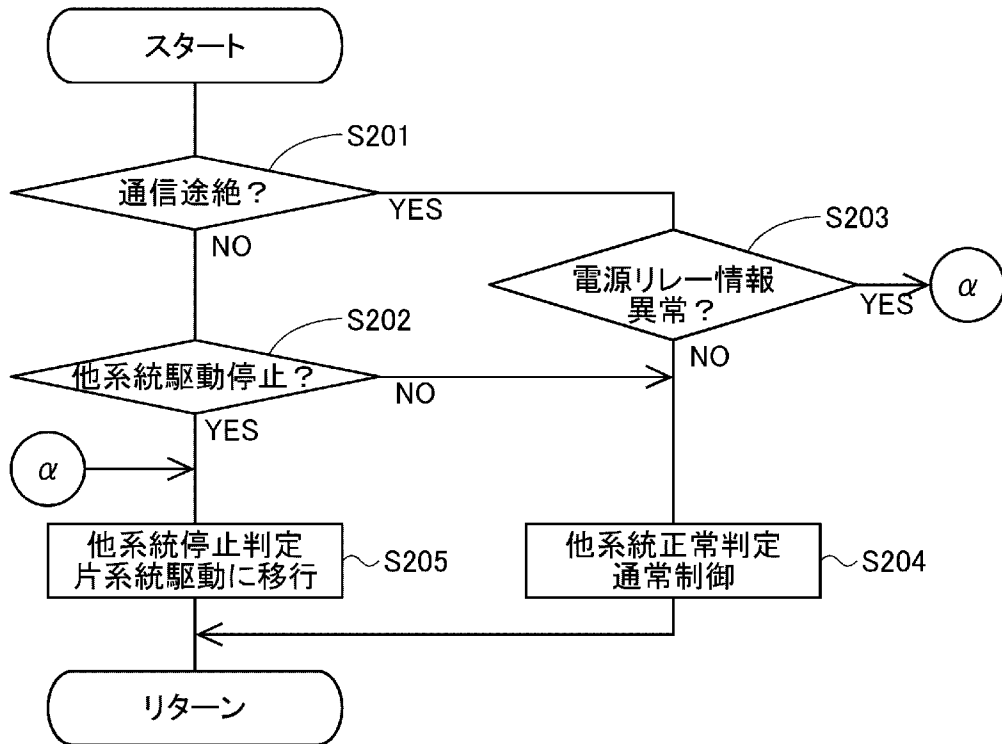 スタート
S201
通信途絶？
YES
NO
S203
電源リレー情報
異常？
YES
α
NO
S202
他系統駆動停止？
NO
YES
α
他系統停止判定
片系統駆動に移行
S205
他系統正常判定
通常制御
S204
リターン